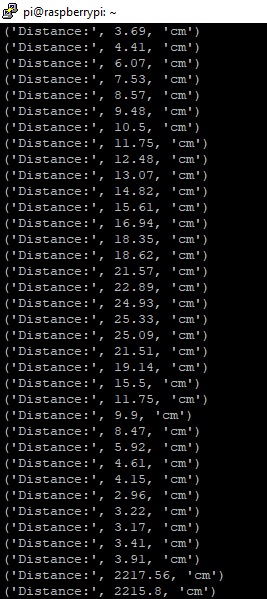 pi@raspberrypi: ~
('Distance:', 3.69, 'cm')
('Distance:', 4.41, 'cm')
('Distance:', 6.07, 'cm')
('Distance:', 7.53, 'cm')
('Distance:', 8.57, 'cm')
('Distance:', 9.48, 'cm')
('Distance:', 10.5, 'cm')
('Distance:', 11.75, 'cm')
('Distance:', 12.48, 'cm')
('Distance:', 13.07, 'cm')
('Distance:', 14.82, 'cm')
('Distance:', 15.61, 'cm')
('Distance:', 16.94, 'cm')
('Distance:', 18.35, 'cm')
('Distance:', 18.62, 'cm')
('Distance:', 21.57, 'cm')
('Distance:', 22.89, 'cm')
('Distance:', 24.93, 'cm')
('Distance:', 25.33, 'cm')
('Distance:', 25.09, 'cm')
('Distance:', 21.51, 'cm')
('Distance:', 19.14, 'cm')
('Distance:', 15.5, 'cm')
('Distance:', 11.75, 'cm')
('Distance:', 9.9, 'cm')
('Distance:', 8.47, 'cm')
('Distance:', 5.92, 'cm')
('Distance:', 4.61, 'cm')
('Distance:', 4.15, 'cm')
('Distance:', 2.96, 'cm')
('Distance:', 3.22, 'cm')
('Distance:', 3.17, 'cm')
('Distance:', 3.41, 'cm')
('Distance:', 3.91, 'cm')
('Distance:', 2217.56, 'cm')
('Distance:', 2215.8, 'cm')